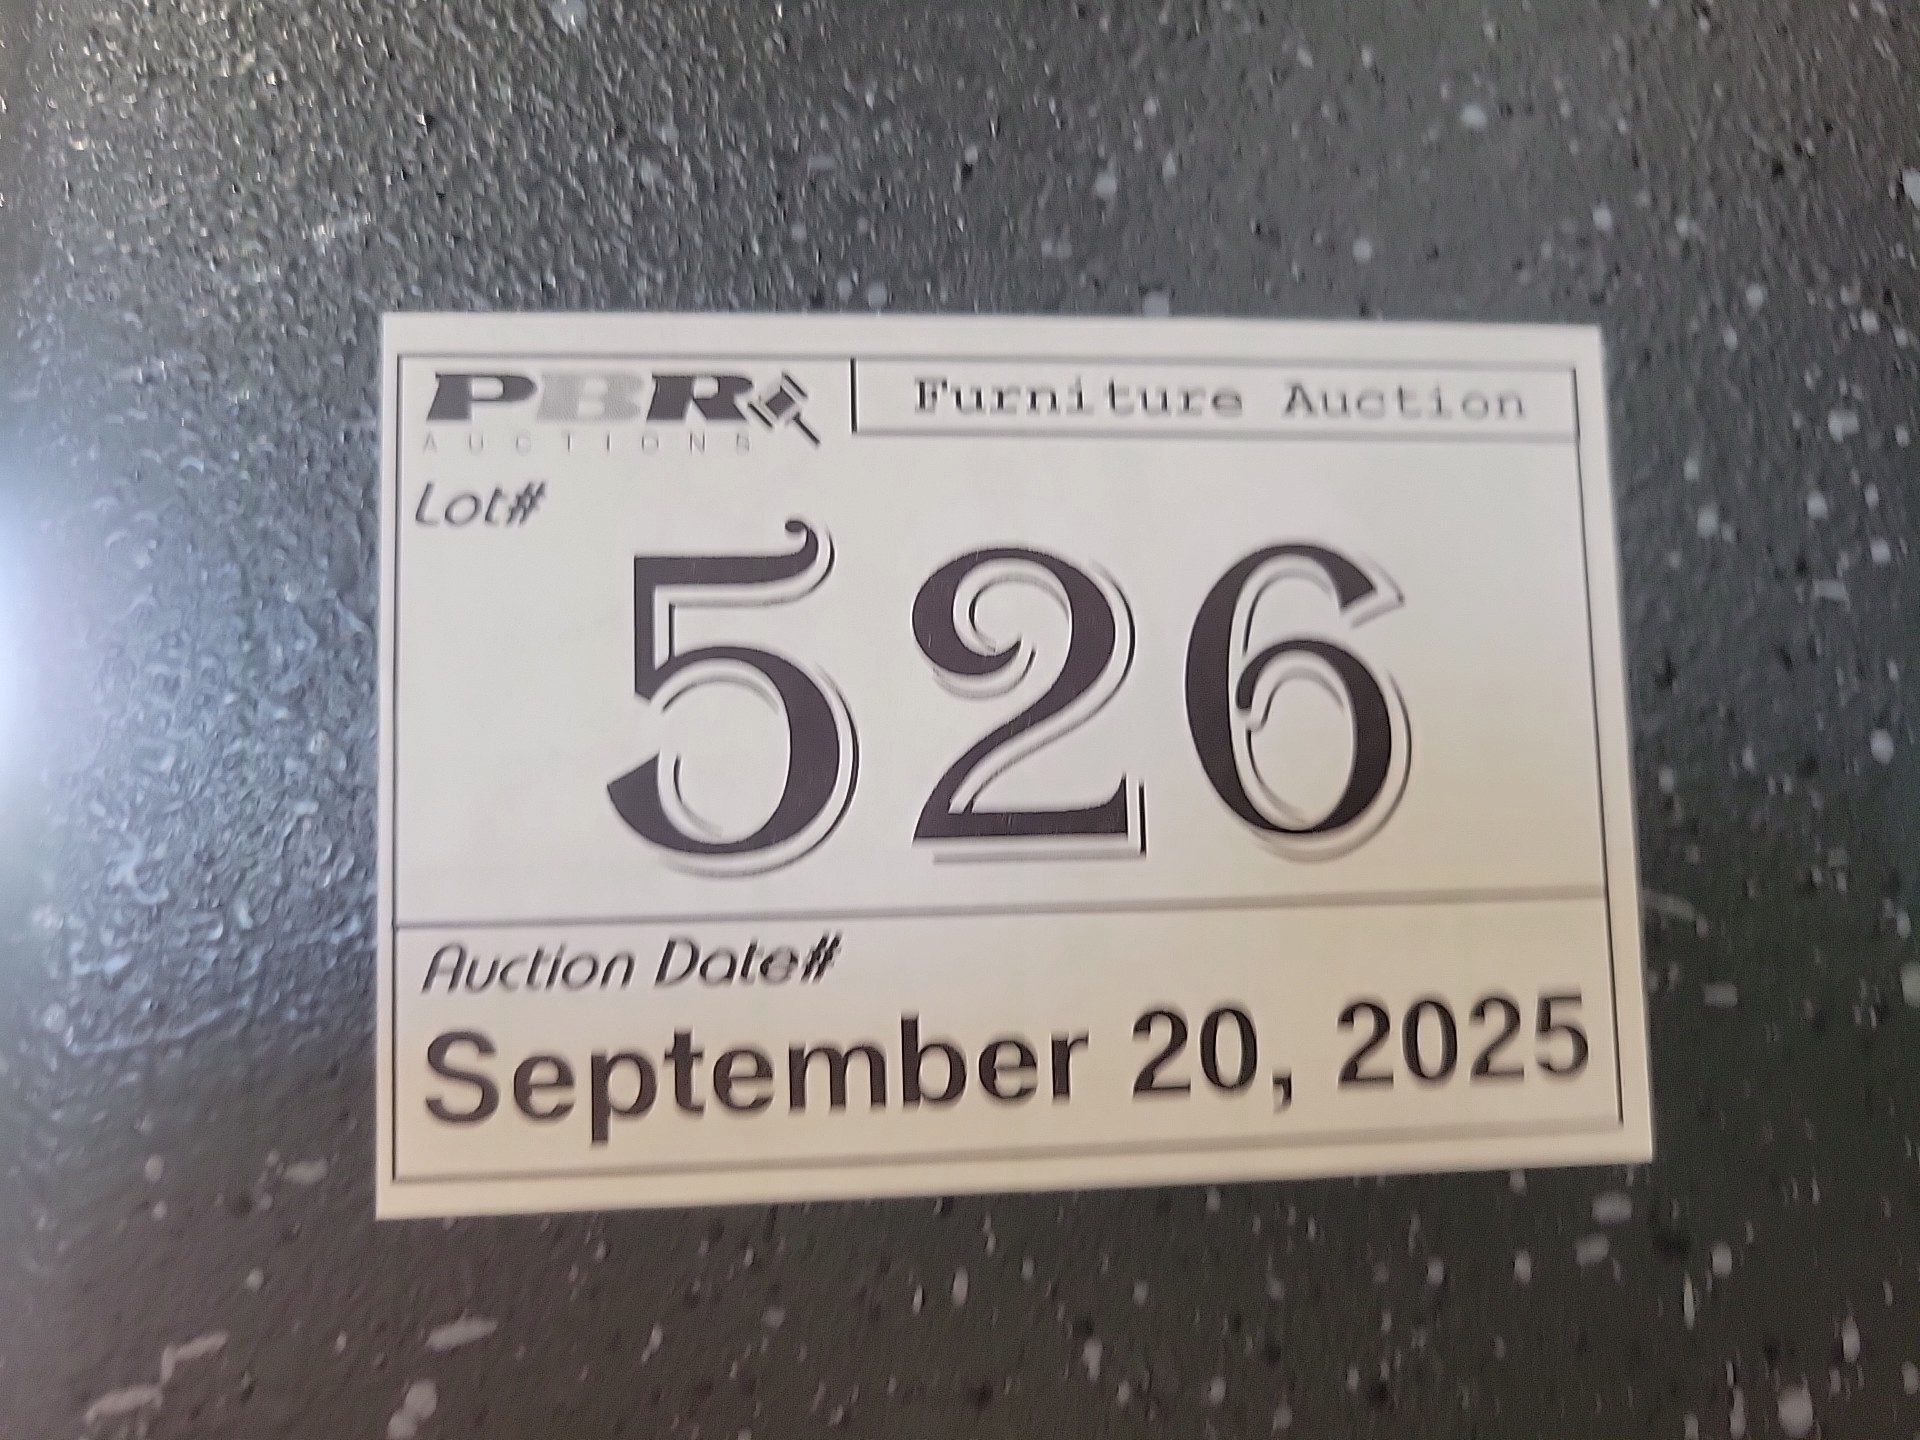 PBR
AUCTIONS
Furniture Auction
Lot#
526
Auction Date#
September 20, 2025